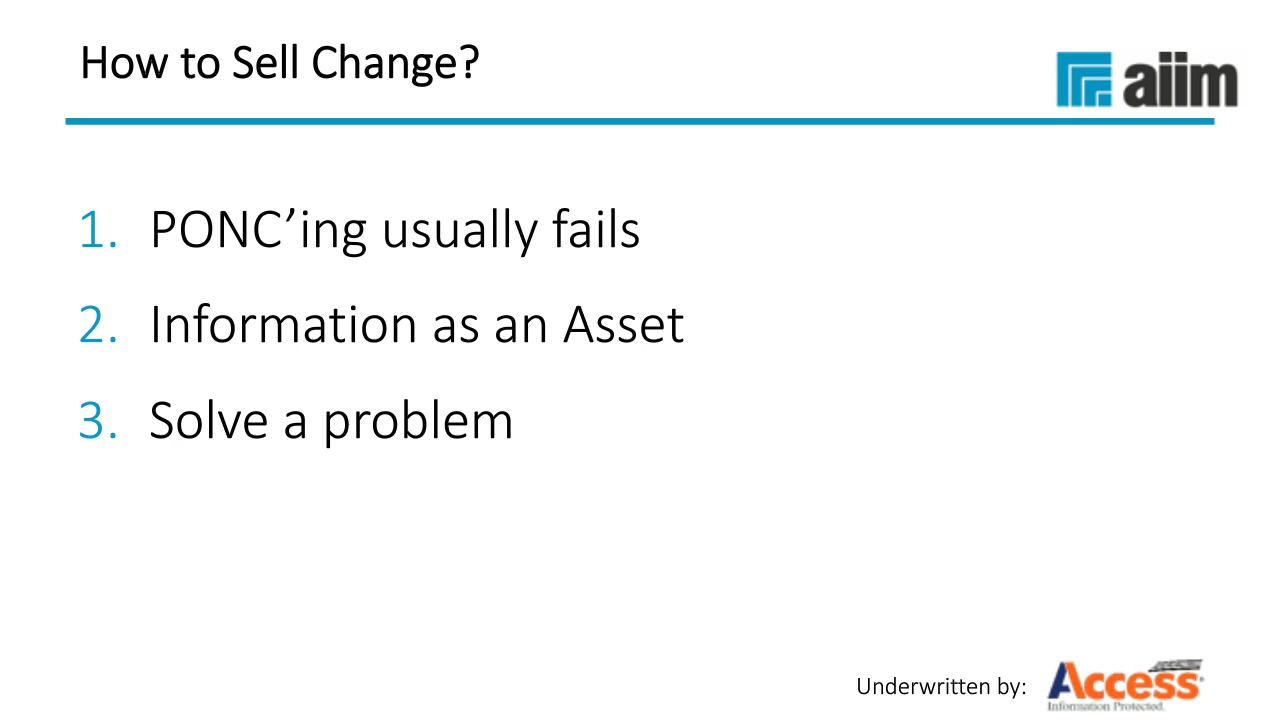 How to Sell Change?
aiim
1. PONC’ing usually fails
2. Information as an Asset
3. Solve a problem
Underwritten by:
Access
Information Protected.